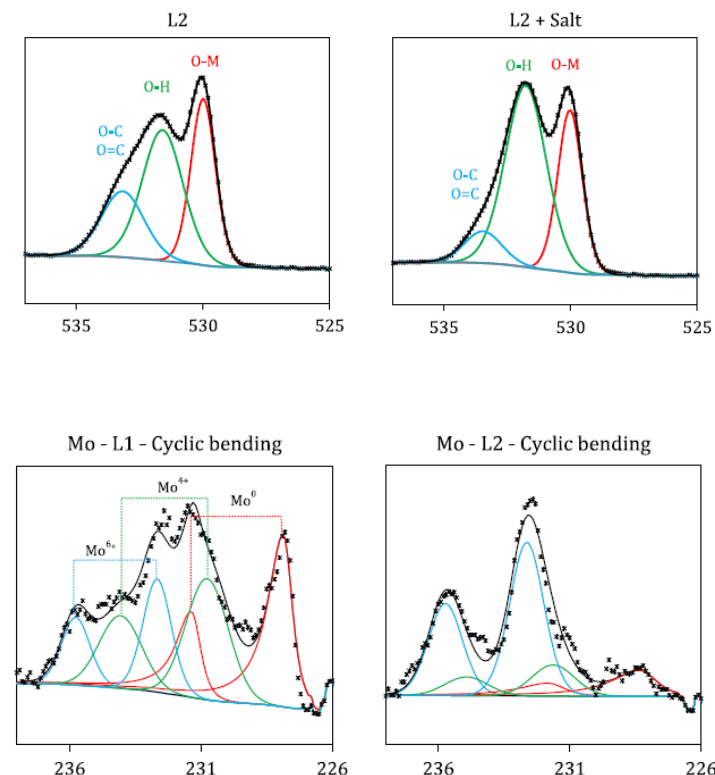 L2
O-C
O=C
O-H
O-M
535
530
525
L2 + Salt
O-C
O=C
O-H
O-M
535
530
525
Mo - L1 - Cyclic bending
Mo⁶⁺
Mo⁴⁺
Mo⁰
236
231
226
Mo - L2 - Cyclic bending
236
231
226